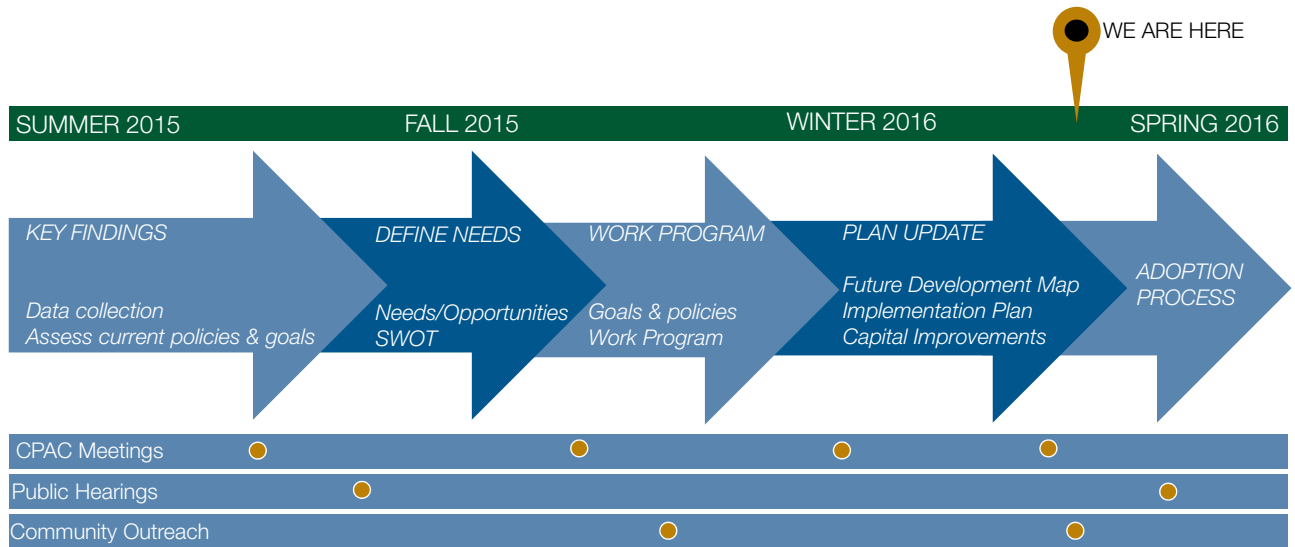 WE ARE HERE
SUMMER 2015
FALL 2015
WINTER 2016
SPRING 2016
KEY FINDINGS
Data collection
Assess current policies & goals
DEFINE NEEDS
Needs/Opportunities
SWOT
WORK PROGRAM
Goals & policies
Work Program
PLAN UPDATE
Future Development Map
Implementation Plan
Capital Improvements
ADOPTION
PROCESS
CPAC Meetings
Public Hearings
Community Outreach